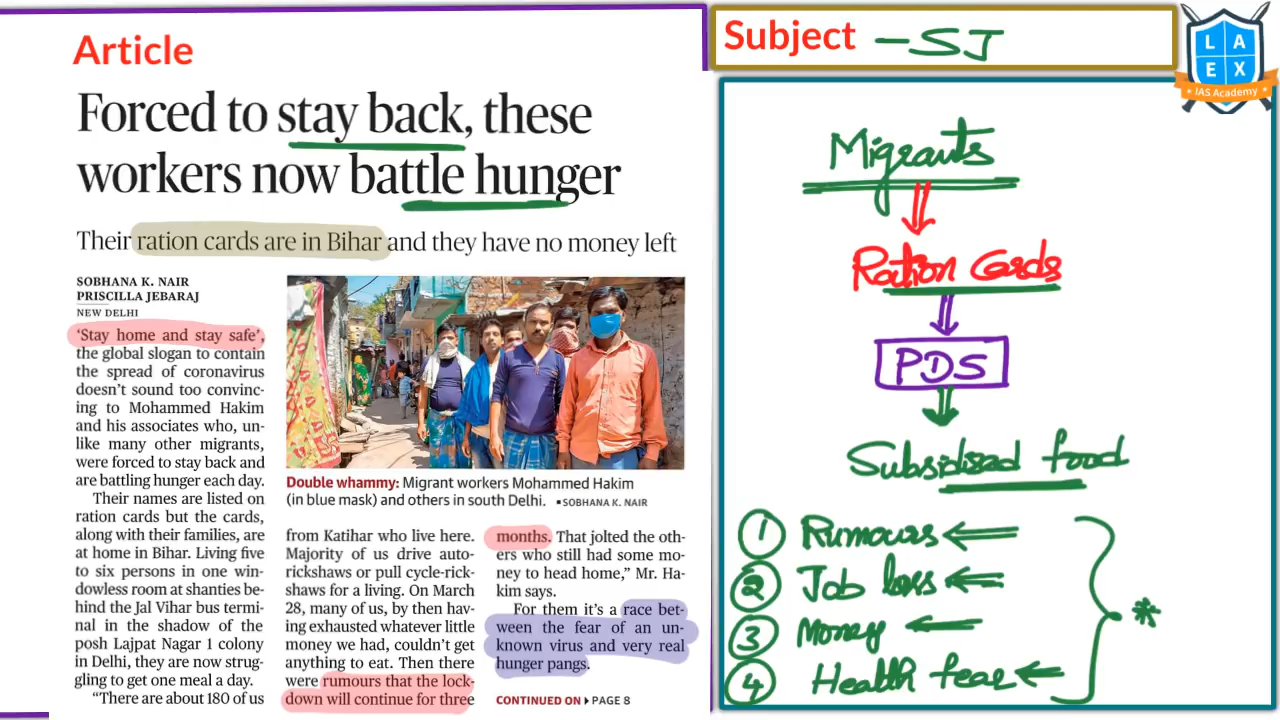 Article
Forced to stay back, these
workers now battle hunger
Their ration cards are in Bihar and they have no money left
SOBHANA K. NAIR
PRISCILLA JEBARAJ
NEW DELHI
‘Stay home and stay safe’,
the global slogan to contain
the spread of coronavirus
doesn’t sound too convinc-
ing to Mohammed Hakim
and his associates who, un-
like many other migrants,
were forced to stay back and
are battling hunger each day.
Their names are listed on
ration cards but the cards,
along with their families, are
at home in Bihar. Living five
to six persons in one win-
dowless room at shanties be-
hind the Jal Vihar bus termi-
nal in the shadow of the
posh Lajpat Nagar 1 colony
in Delhi, they are now strug-
gling to get one meal a day.
“There are about 180 of us
Double whammy: Migrant workers Mohammed Hakim
(in blue mask) and others in south Delhi. ▪SOBHANA K. NAIR
from Katihar who live here.
Majority of us drive auto-
rickshaws or pull cycle-rick-
shaws for a living. On March
28, many of us, by then hav-
ing exhausted whatever little
money we had, couldn’t get
anything to eat. Then there
were rumours that the lock-
down will continue for three
months. That jolted the oth-
ers who still had some mo-
ney to head home,” Mr. Ha-
kim says.
For them it’s a race bet-
ween the fear of an un-
known virus and very real
hunger pangs.
CONTINUED ON ▸ PAGE 8
Subject - SJ
LA
EX
IAS Academy
Migrants
Ration Cards
PDS
Subsidised food
1 Rumours
2 Job loss
3 Money
4 Health fear